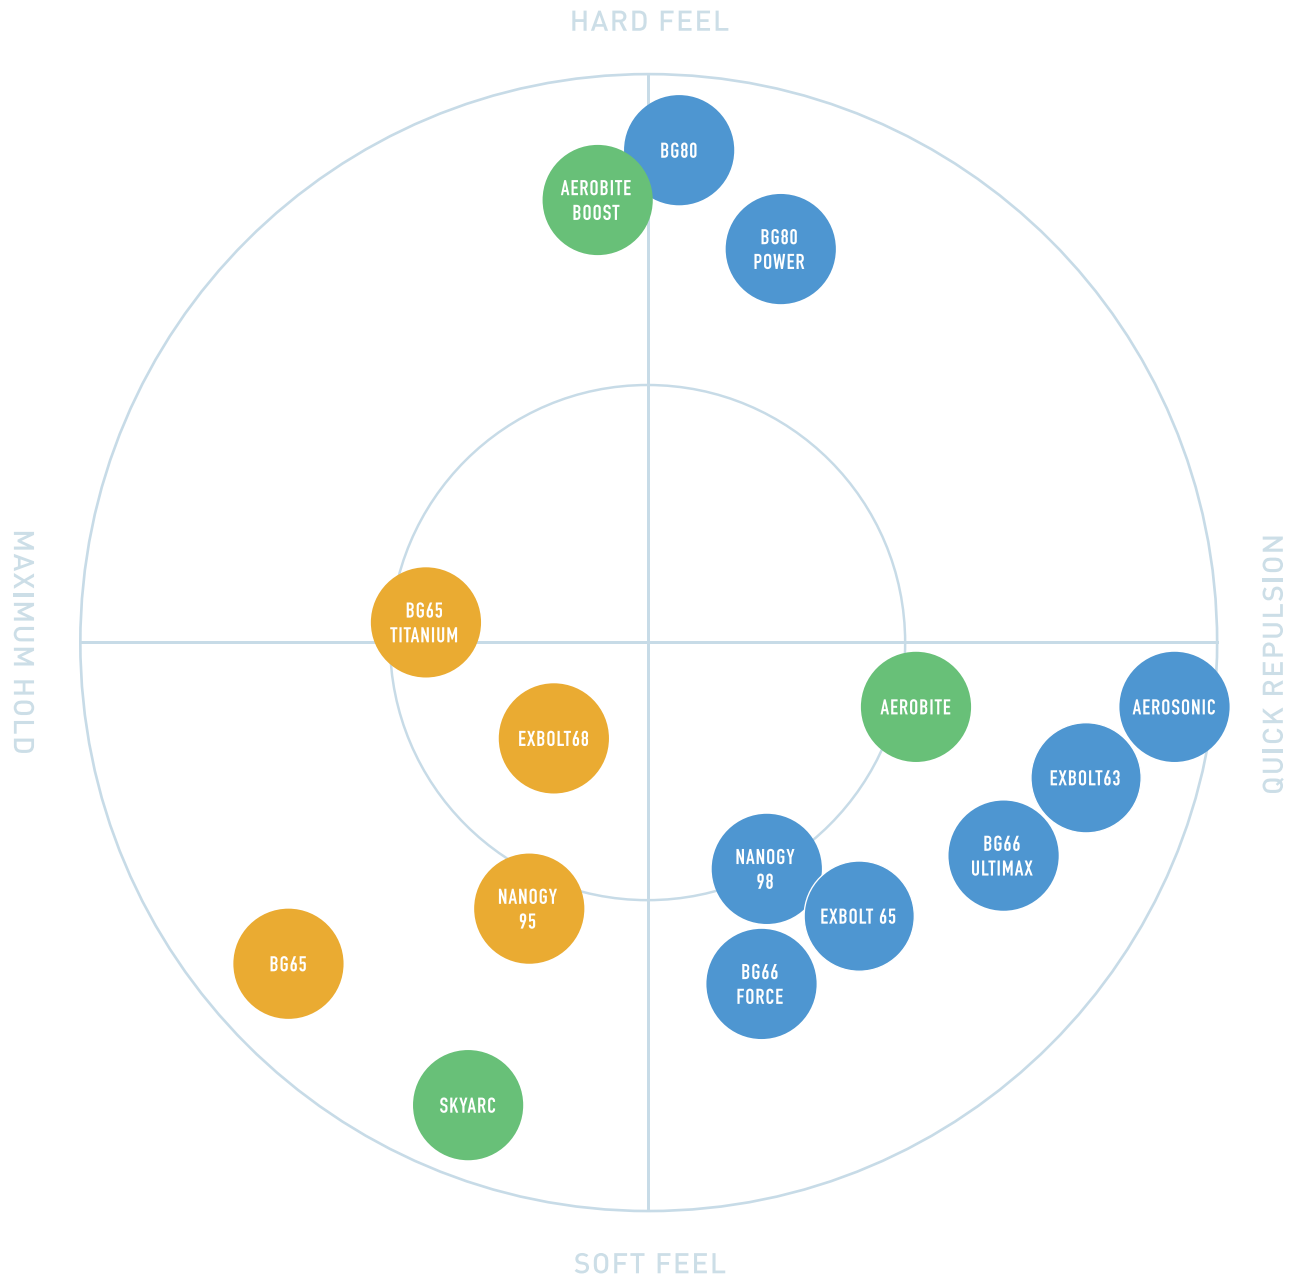 HARD FEEL
BG80
AEROBITE
BOOST
BG80
POWER
MAXIMUM HOLD
QUICK REPULSION
BG65
TITANIUM
AEROBITE
AEROSONIC
EXBOLT68
EXBOLT63
BG66
ULTIMAX
NANOGY
98
NANOGY
95
EXBOLT 65
BG65
BG66
FORCE
SKYARC
SOFT FEEL